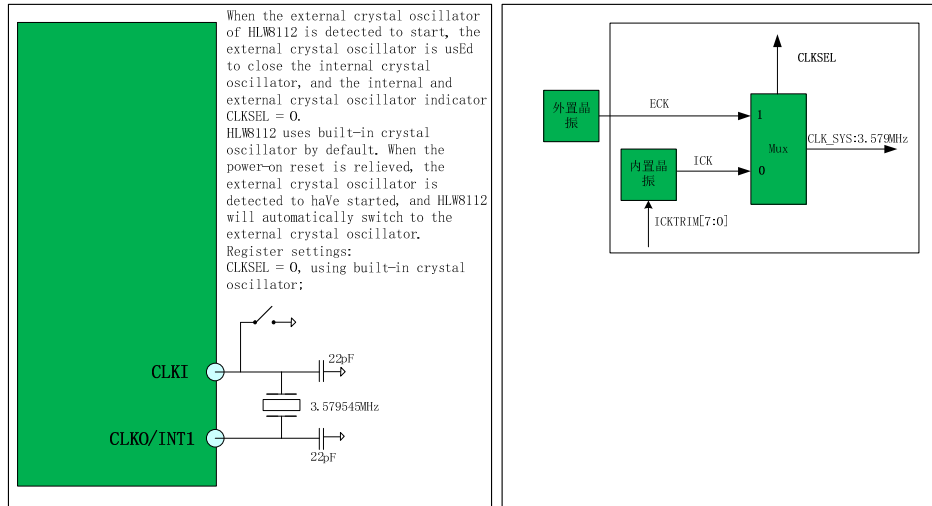 When the external crystal oscillator
of HLW8112 is detected to start, the
external crystal oscillator is usEd
to close the internal crystal
oscillator, and the internal and
external crystal oscillator indicator
CLKSEL = 0.
HLW8112 uses built-in crystal
oscillator by default. When the
power-on reset is relieved, the
external crystal oscillator is
detected to haVe started, and HLW8112
will automatically switch to the
external crystal oscillator.
Register settings:
CLKSEL = 0, using built-in crystal
oscillator;
22pF
CLKI
3.579545MHz
CLKO/INT1
22pF
CLKSEL
外置晶
振
ECK
1
Mux
CLK_SYS:3.579MHz
内置晶
振
ICK
0
ICKTRIM[7:0]